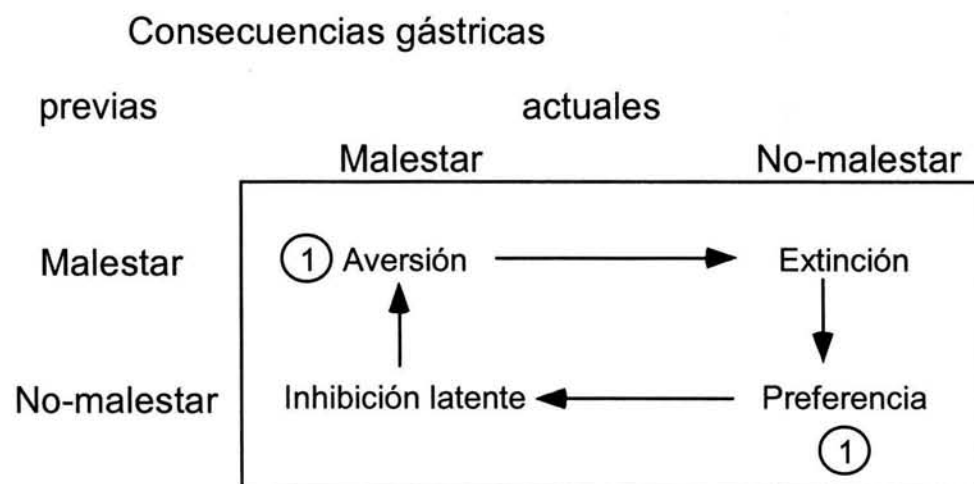 Consecuencias gástricas
previas actuales
Malestar No-malestar
Malestar 1 Aversión Extinción
No-malestar Inhibición latente Preferencia
1